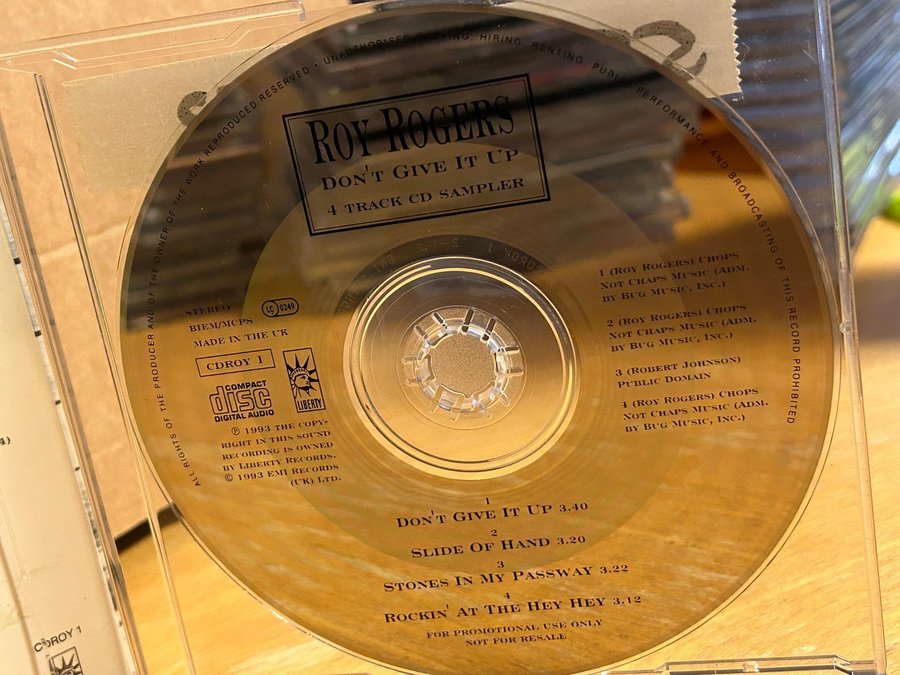 ALL RIGHTS OF THE PRODUCER AND OF THE OWNER OF THE WORK REPRODUCED RESERVED • UNAUTHORISED COPYING, HIRING, RENTING, PUBLIC PERFORMANCE AND BROADCASTING OF THIS RECORD PROHIBITED
ROY ROGERS
DON'T GIVE IT UP
4 TRACK CD SAMPLER
STEREO
LC 0249
BIEM/MCPS
MADE IN THE UK
CDROY 1
COMPACT
disc
DIGITAL AUDIO
LIBERTY
℗ 1993 THE COPY-
RIGHT IN THIS SOUND
RECORDING IS OWNED
BY LIBERTY RECORDS.
© 1993 EMI RECORDS
(UK) LTD.
1 (ROY ROGERS) CHOPS
NOT CHAPS MUSIC (ADM.
BY BUG MUSIC, INC.)
2 (ROY ROGERS) CHOPS
NOT CHAPS MUSIC (ADM.
BY BUG MUSIC, INC.)
3 (ROBERT JOHNSON)
PUBLIC DOMAIN
4 (ROY ROGERS) CHOPS
NOT CHAPS MUSIC (ADM.
BY BUG MUSIC, INC.)
1
DON'T GIVE IT UP 3.40
2
SLIDE OF HAND 3.20
3
STONES IN MY PASSWAY 3.22
4
ROCKIN' AT THE HEY HEY 3.12
FOR PROMOTIONAL USE ONLY
NOT FOR RESALE
CDROY 1